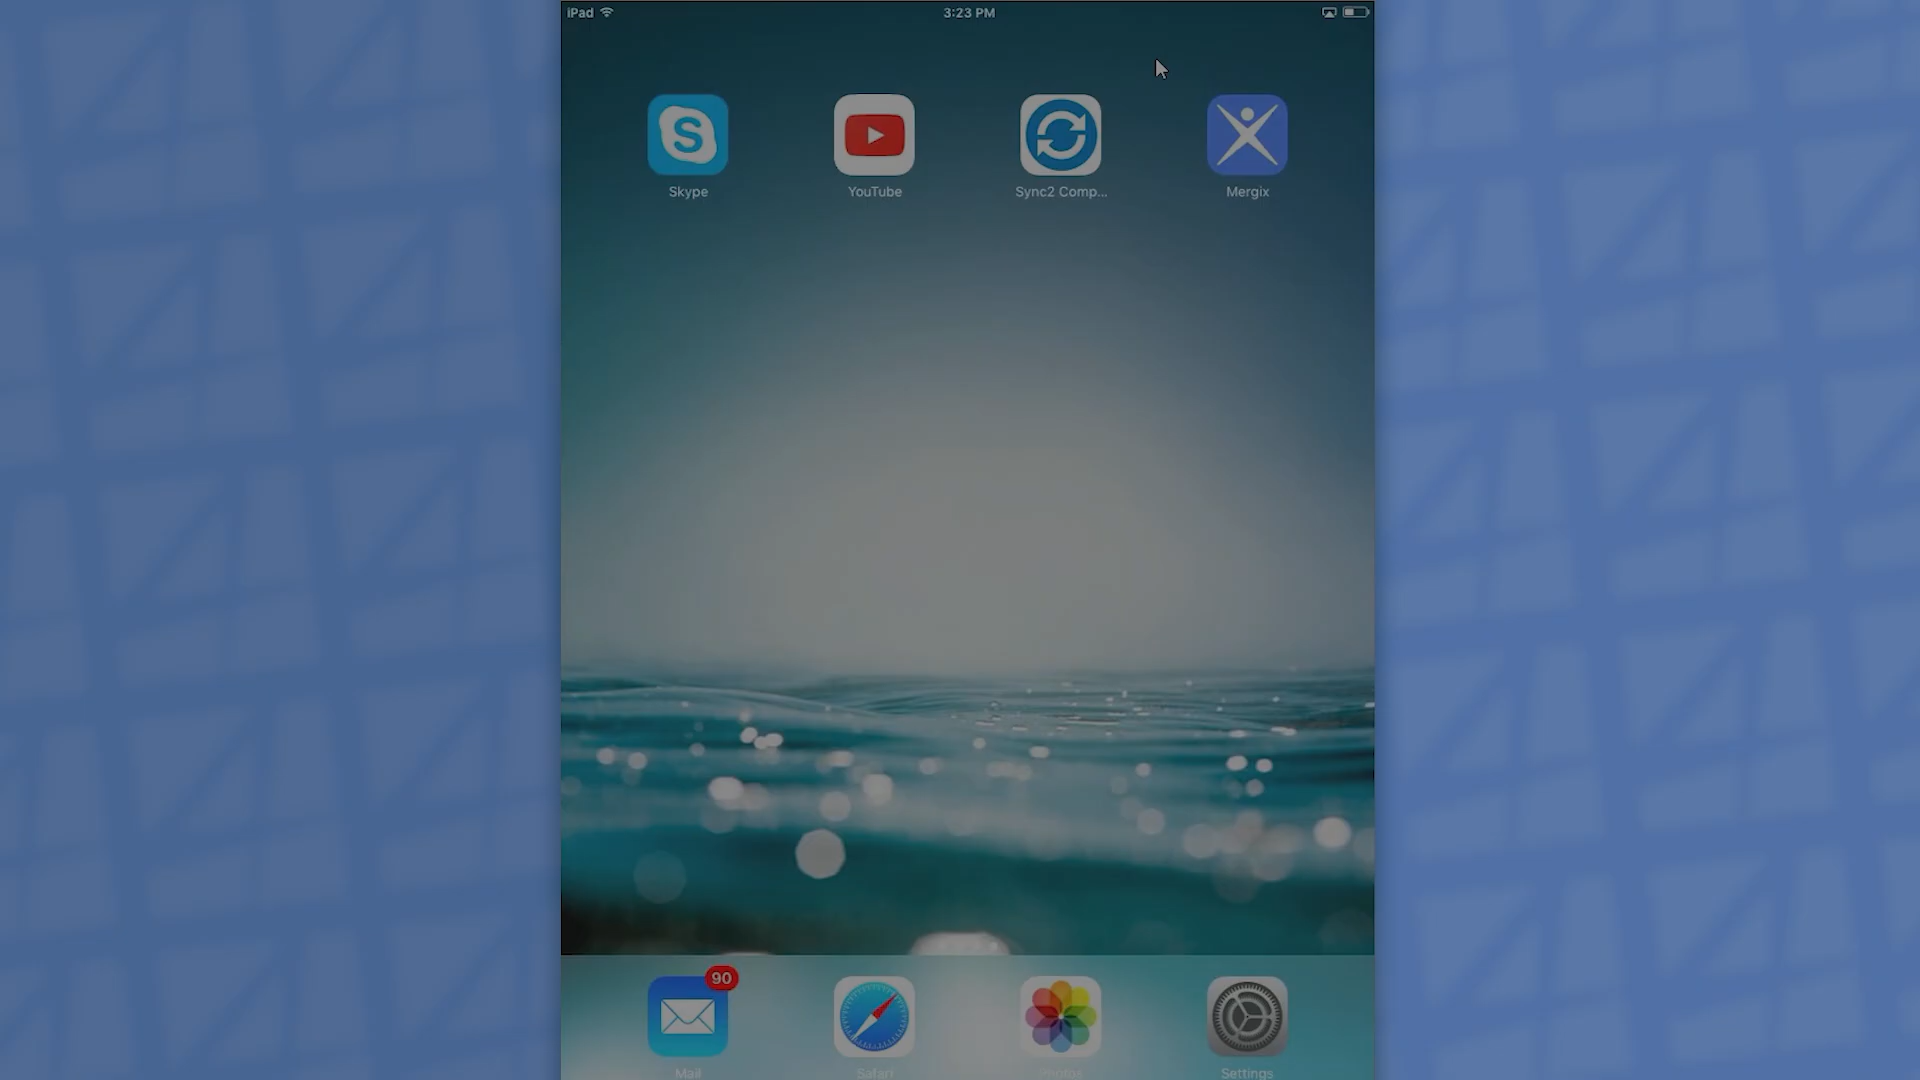 iPad 3:23 PM
Skype YouTube Sync2 Comp... Mergix
90
Mail Safari Photos Settings